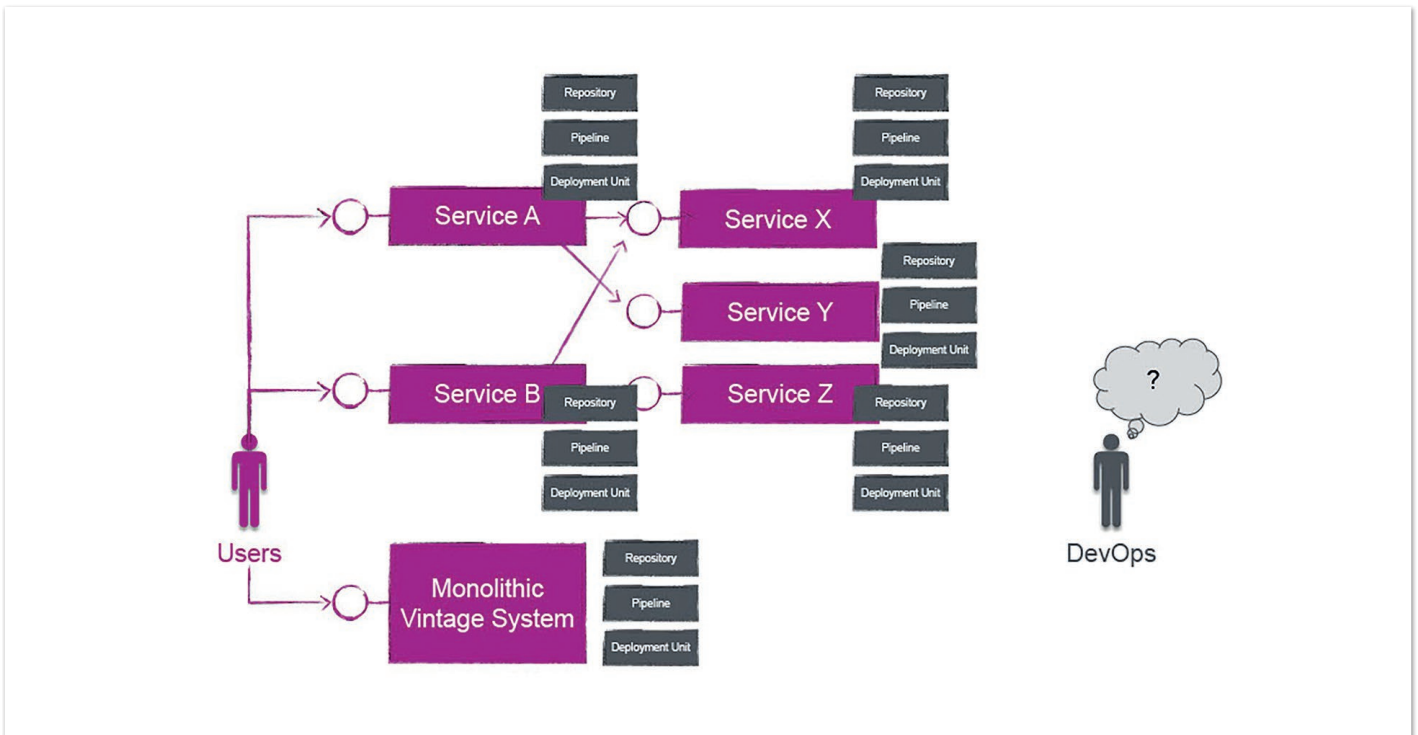 Repository
Pipeline
Deployment Unit
Service A
Repository
Pipeline
Deployment Unit
Service X
Repository
Pipeline
Deployment Unit
Service Y
Service B
Repository
Pipeline
Deployment Unit
Service Z
Repository
Pipeline
Deployment Unit
?
Users
DevOps
Monolithic
Vintage System
Repository
Pipeline
Deployment Unit